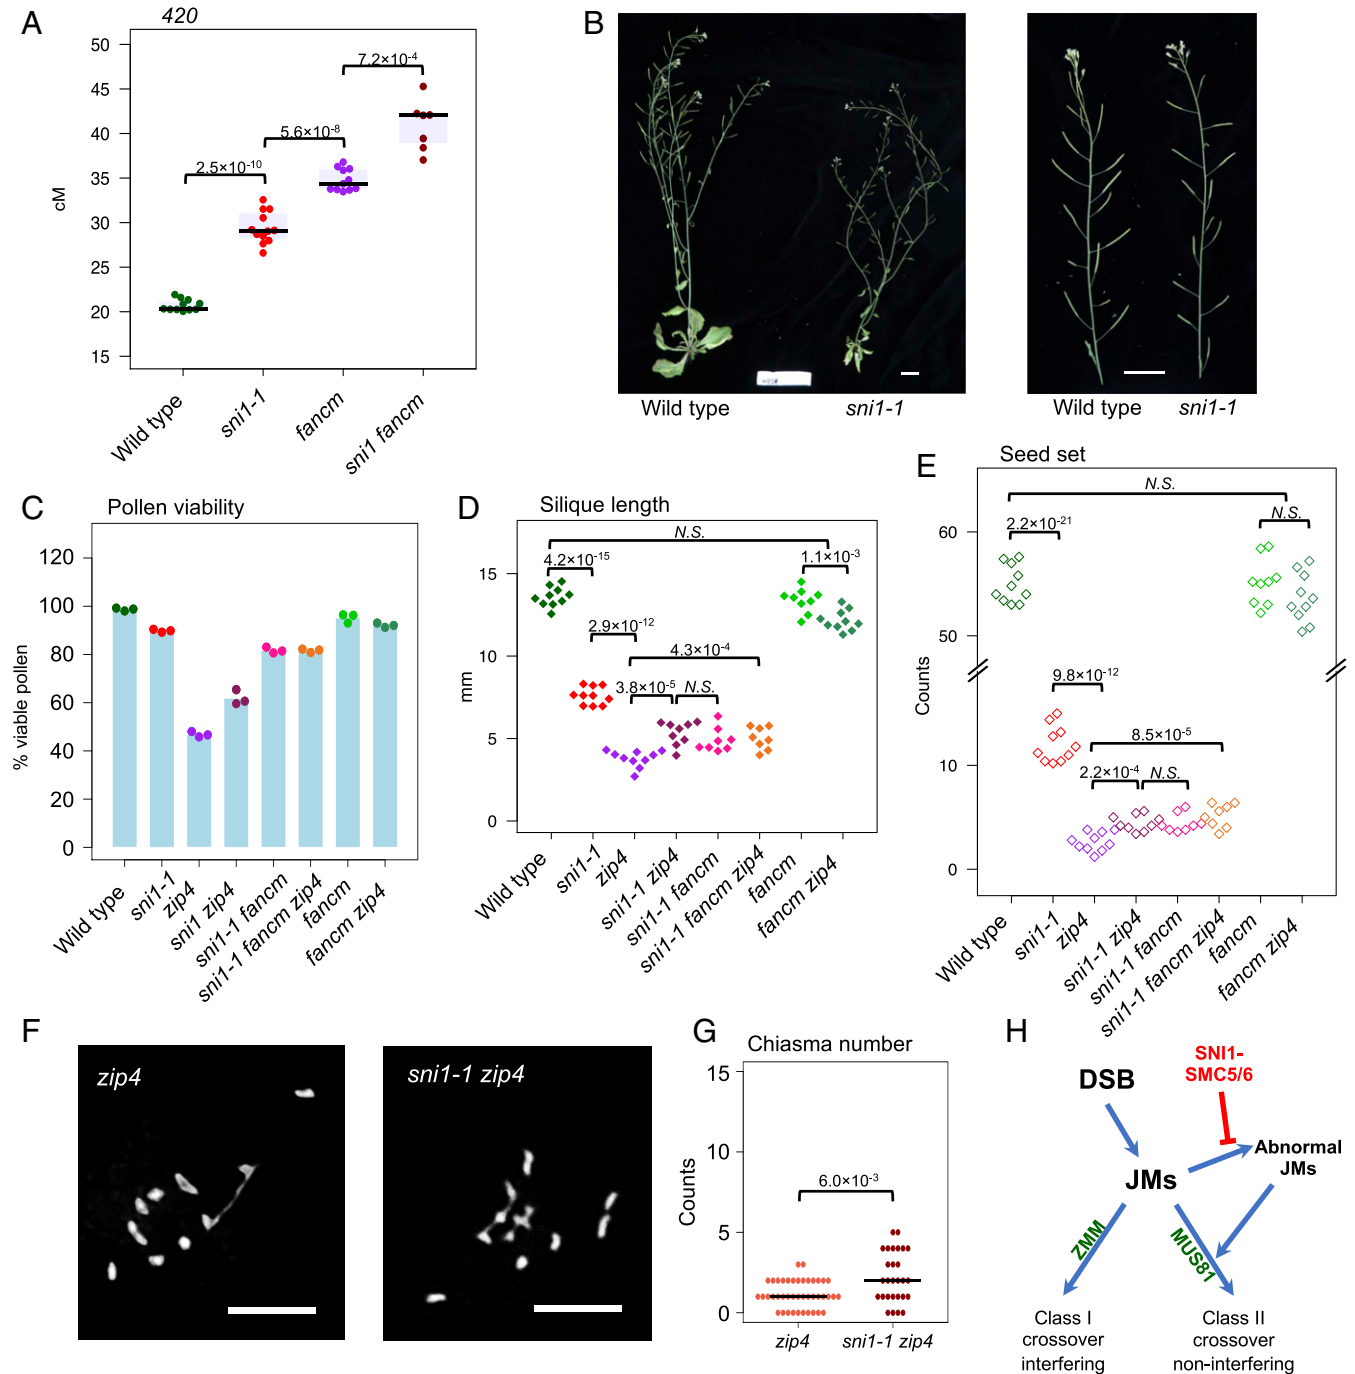 A
420
50
45
40
35
30
25
20
15
cM
2.5×10-10
5.6×10-8
7.2×10-4
Wild type
sni1-1
fancm
sni1 fancm
B
Wild type
sni1-1
Wild type
sni1-1
C
Pollen viability
120
100
80
60
40
20
0
% viable pollen
Wild type
sni1-1
zip4
sni1 zip4
sni1-1 fancm
sni1-1 fancm zip4
fancm
fancm zip4
D
Silique length
15
10
5
0
mm
N.S.
4.2×10-15
1.1×10-3
2.9×10-12
4.3×10-4
3.8×10-5
N.S.
Wild type
sni1-1
zip4
sni1-1 zip4
sni1-1 fancm
sni1-1 fancm zip4
fancm
fancm zip4
E
Seed set
60
50
10
0
Counts
N.S.
2.2×10-21
N.S.
9.8×10-12
8.5×10-5
2.2×10-4
N.S.
Wild type
sni1-1
zip4
sni1-1 zip4
sni1-1 fancm
sni1-1 fancm zip4
fancm
fancm zip4
F
zip4
sni1-1 zip4
G
Chiasma number
15
10
5
0
Counts
6.0×10-3
zip4
sni1-1 zip4
H
SNI1-
SMC5/6
DSB
Abnormal
JMs
JMs
ZMM
MUS81
Class I
crossover
interfering
Class II
crossover
non-interfering